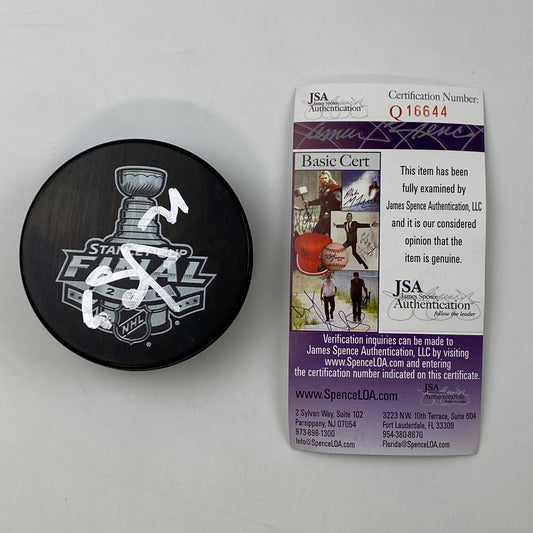 STANLEY CUP
FINAL
NHL
JSA
James Spence
Authentication
Certification Number:
Q 16644
Basic Cert
This item has been
fully examined by
James Spence Authentication, LLC
and it is our considered
opinion that the
item is genuine.
JSA
James Spence
Authentication
follow the leader
Verification inquiries can be made to
James Spence Authentication, LLC by visiting
www.SpenceLOA.com and entering
the certification number indicated on this certificate.
www.SpenceLOA.com
JSA
Authentication
2 Sylvan Way, Suite 102
Parsippany, NJ 07054
973-898-1300
Info@SpenceLOA.com
3223 N.W. 10th Terrace, Suite 604
Fort Lauderdale, FL 33309
954-380-8670
Florida@SpenceLOA.com